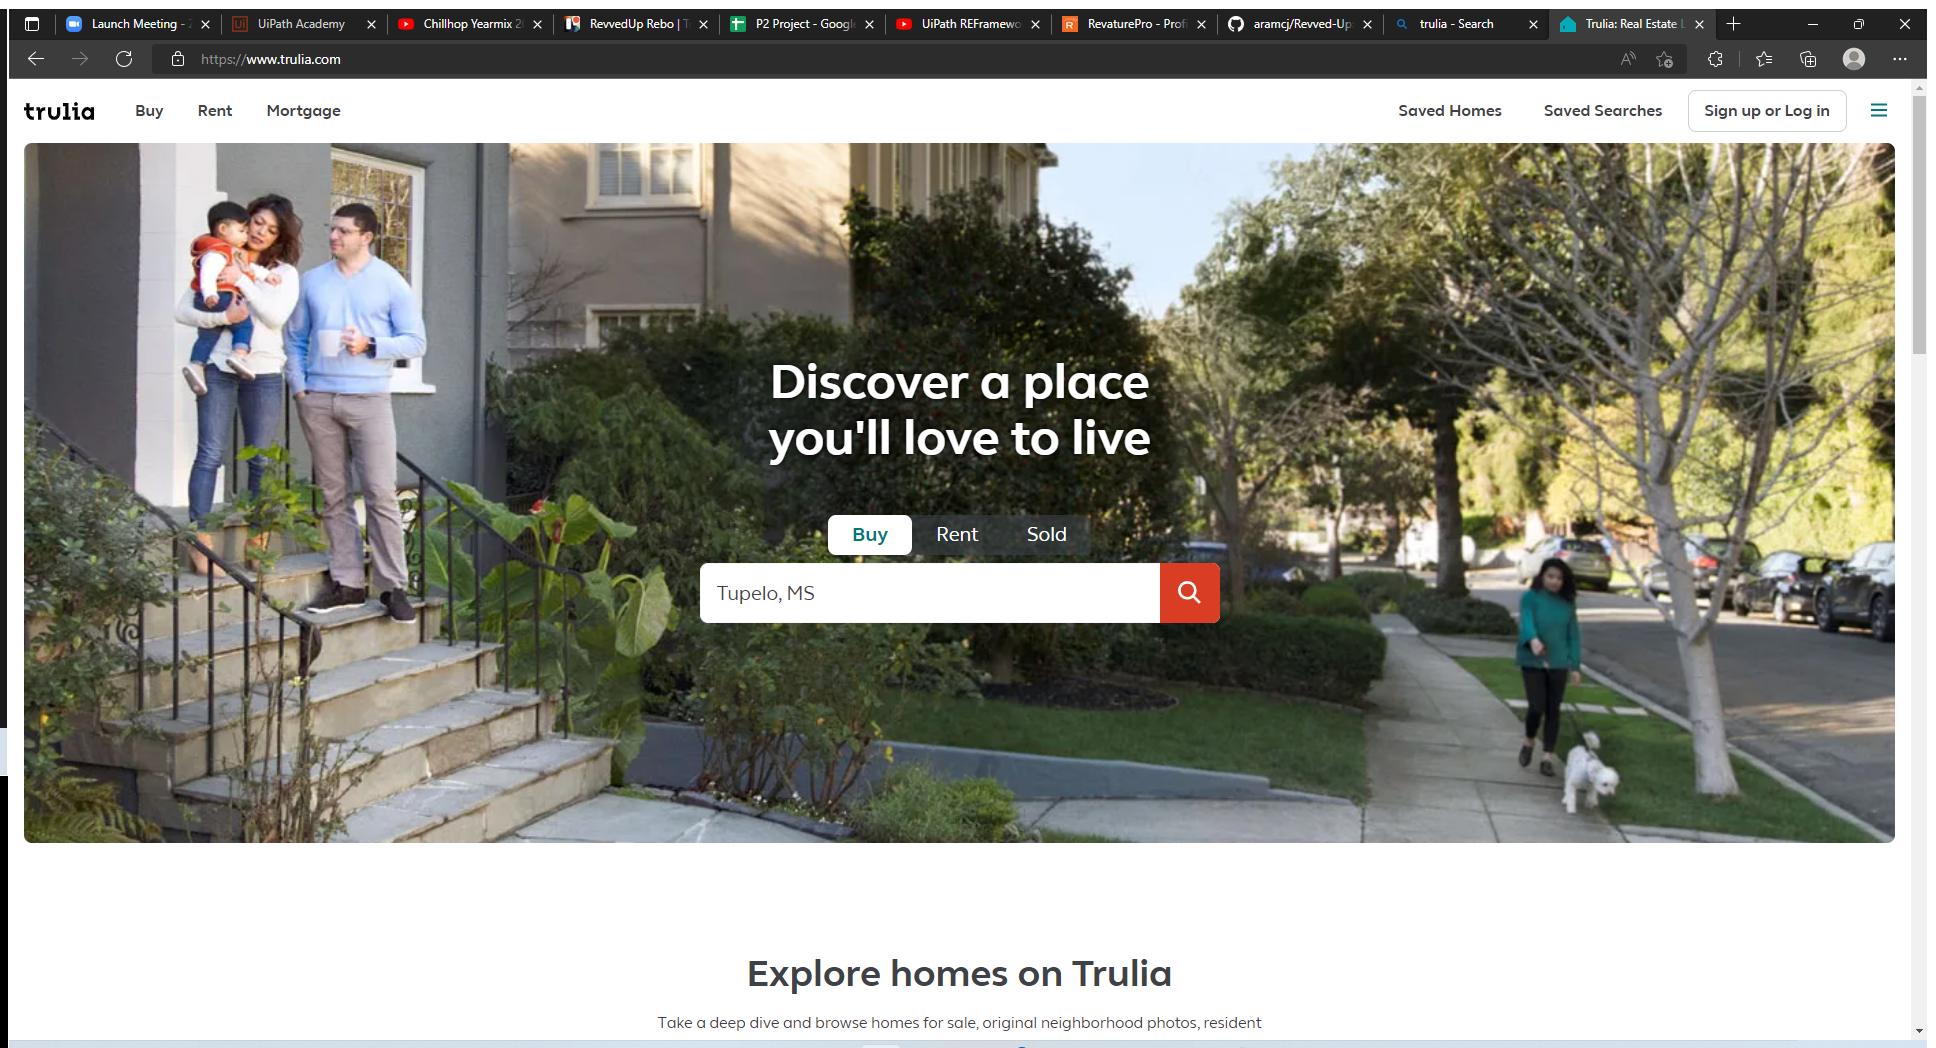 Launch Meeting - Z
UiPath Academy
Chillhop Yearmix 2
RevvedUp Rebo | T
P2 Project - Google
UiPath REFramewo
RevaturePro - Profi
aramcj/Revved-Up
trulia - Search
Trulia: Real Estate L
https://www.trulia.com
trulia
Buy
Rent
Mortgage
Saved Homes
Saved Searches
Sign up or Log in
Discover a place
you'll love to live
Buy
Rent
Sold
Tupelo, MS
Explore homes on Trulia
Take a deep dive and browse homes for sale, original neighborhood photos, resident